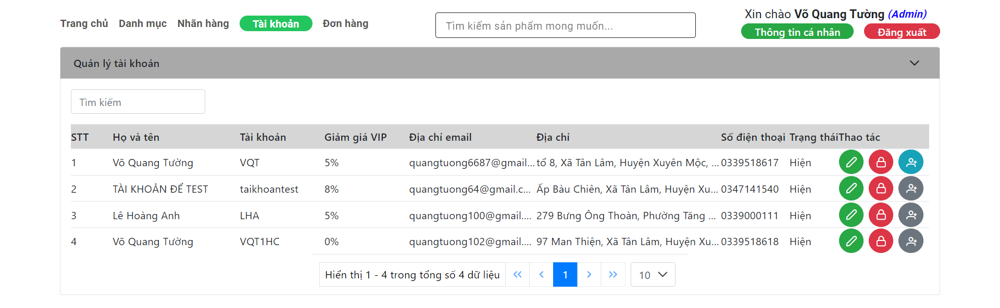 Trang chủ Danh mục Nhãn hàng Tài khoản Đơn hàng
Tìm kiếm sản phẩm mong muốn...
Xin chào Võ Quang Tường (Admin)
Thông tin cá nhân Đăng xuất
Quản lý tài khoản
Tìm kiếm
STT Họ và tên Tài khoản Giảm giá VIP Địa chỉ email Địa chỉ Số điện thoại Trạng thái Thao tác
1 Võ Quang Tường VQT 5% quangtuong6687@gmail... tổ 8, Xã Tân Lâm, Huyện Xuyên Mộc, ... 0339518617 Hiện
2 TÀI KHOẢN ĐỂ TEST taikhoantest 8% quangtuong64@gmail.c... Ấp Bàu Chiên, Xã Tân Lâm, Huyện Xu... 0347141540 Hiện
3 Lê Hoàng Anh LHA 5% quangtuong100@gmail.... 279 Bưng Ông Thoàn, Phường Tăng ... 0339000111 Hiện
4 Võ Quang Tường VQT1HC 0% quangtuong102@gmail.... 97 Man Thiện, Xã Tân Lâm, Huyện Xu... 0339518618 Hiện
Hiển thị 1 - 4 trong tổng số 4 dữ liệu 1 10